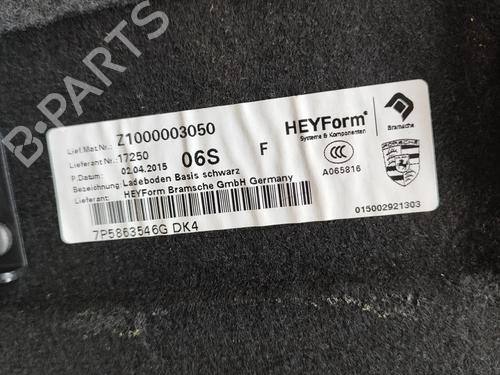 Lief.Mat.Nr.: Z1000003050
Lieferant Nr.: 17250
P.Datum: 02.04.2015 06S F
Bezeichnung: Ladeboden Basis schwarz
Lieferant: HEYForm Bramsche GmbH Germany
7P5863546G DK4
HEYForm
Systeme & Komponenten
Bramsche
CCC
A065816
015002921303
B-PARTS